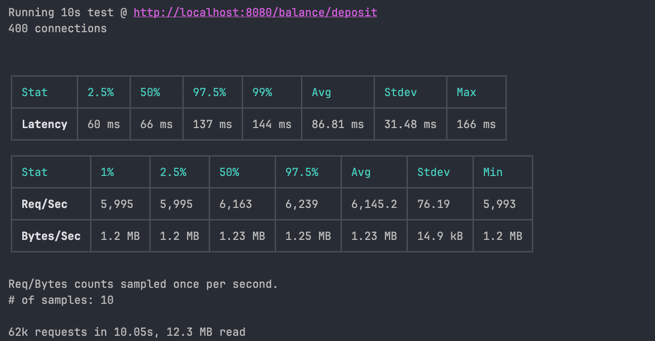 Running 10s test @ http://localhost:8080/balance/deposit
400 connections
Stat 2.5% 50% 97.5% 99% Avg Stdev Max
Latency 60 ms 66 ms 137 ms 144 ms 86.81 ms 31.48 ms 166 ms
Stat 1% 2.5% 50% 97.5% Avg Stdev Min
Req/Sec 5,995 5,995 6,163 6,239 6,145.2 76.19 5,993
Bytes/Sec 1.2 MB 1.2 MB 1.23 MB 1.25 MB 1.23 MB 14.9 kB 1.2 MB
Req/Bytes counts sampled once per second.
# of samples: 10
62k requests in 10.05s, 12.3 MB read